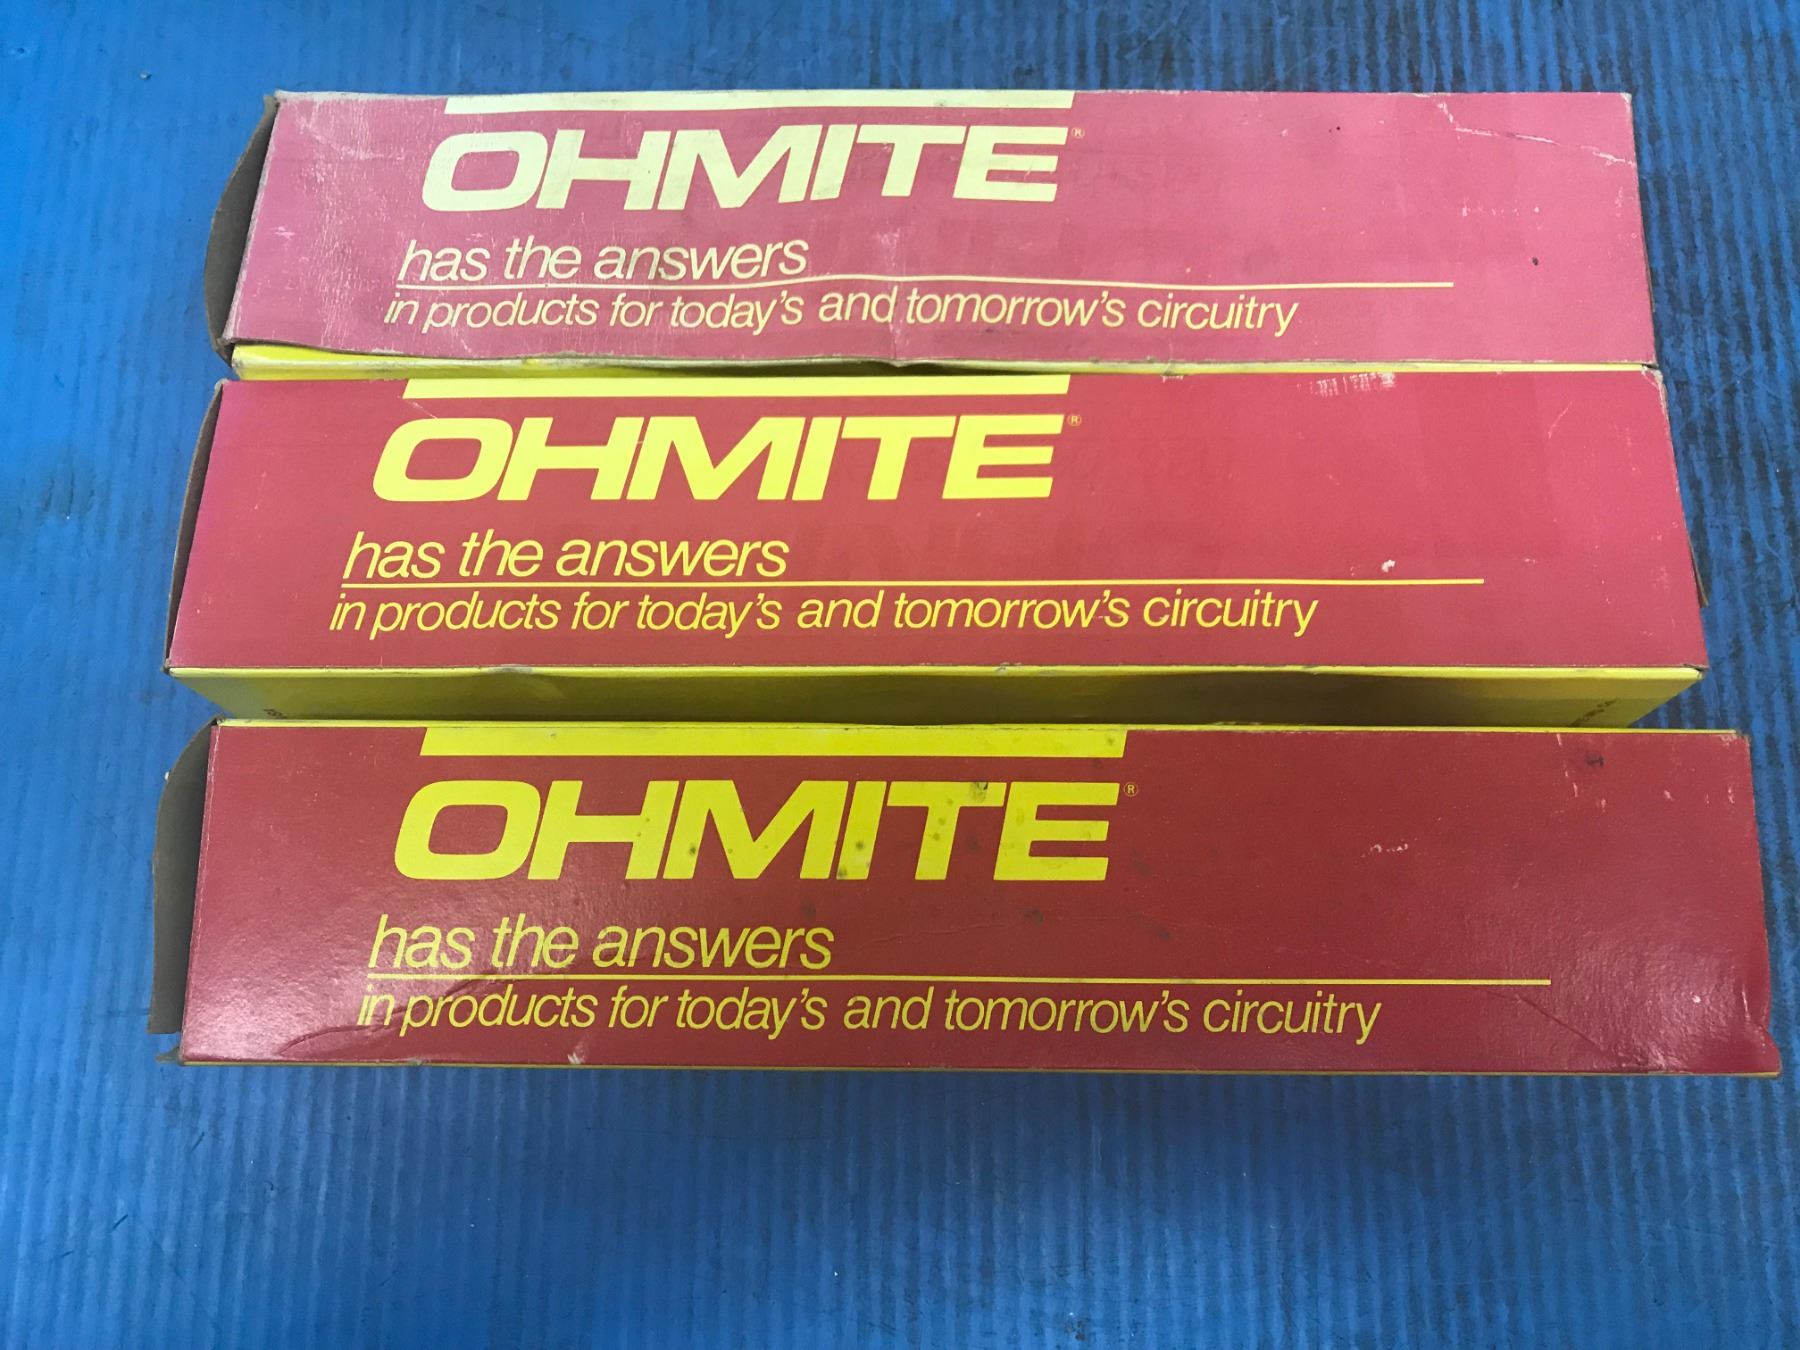 OHMITE®
has the answers
in products for today's and tomorrow's circuitry
OHMITE®
has the answers
in products for today's and tomorrow's circuitry
OHMITE®
has the answers
in products for today's and tomorrow's circuitry